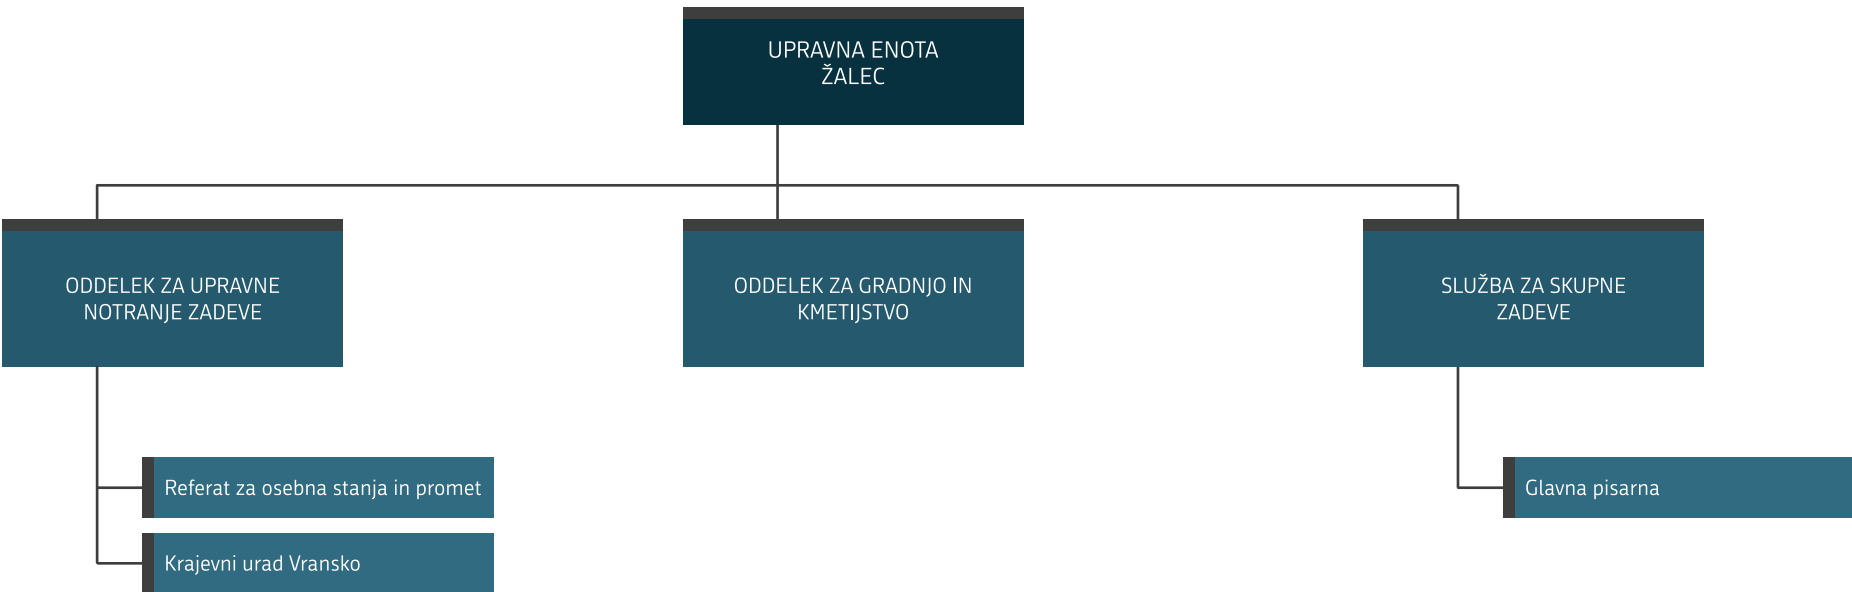 UPRAVNA ENOTA
ŽALEC
ODDELEK ZA UPRAVNE
NOTRANJE ZADEVE
ODDELEK ZA GRADNJO IN
KMETIJSTVO
SLUŽBA ZA SKUPNE
ZADEVE
Referat za osebna stanja in promet
Krajevni urad Vransko
Glavna pisarna